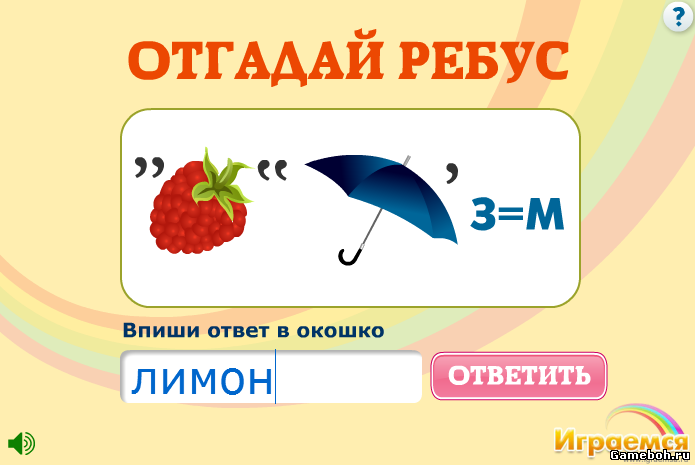 ?
ОТГАДАЙ РЕБУС
,, ,, , З=М
Впиши ответ в окошко
ЛИМОН
ОТВЕТИТЬ
Играемся
Gameboh.ru